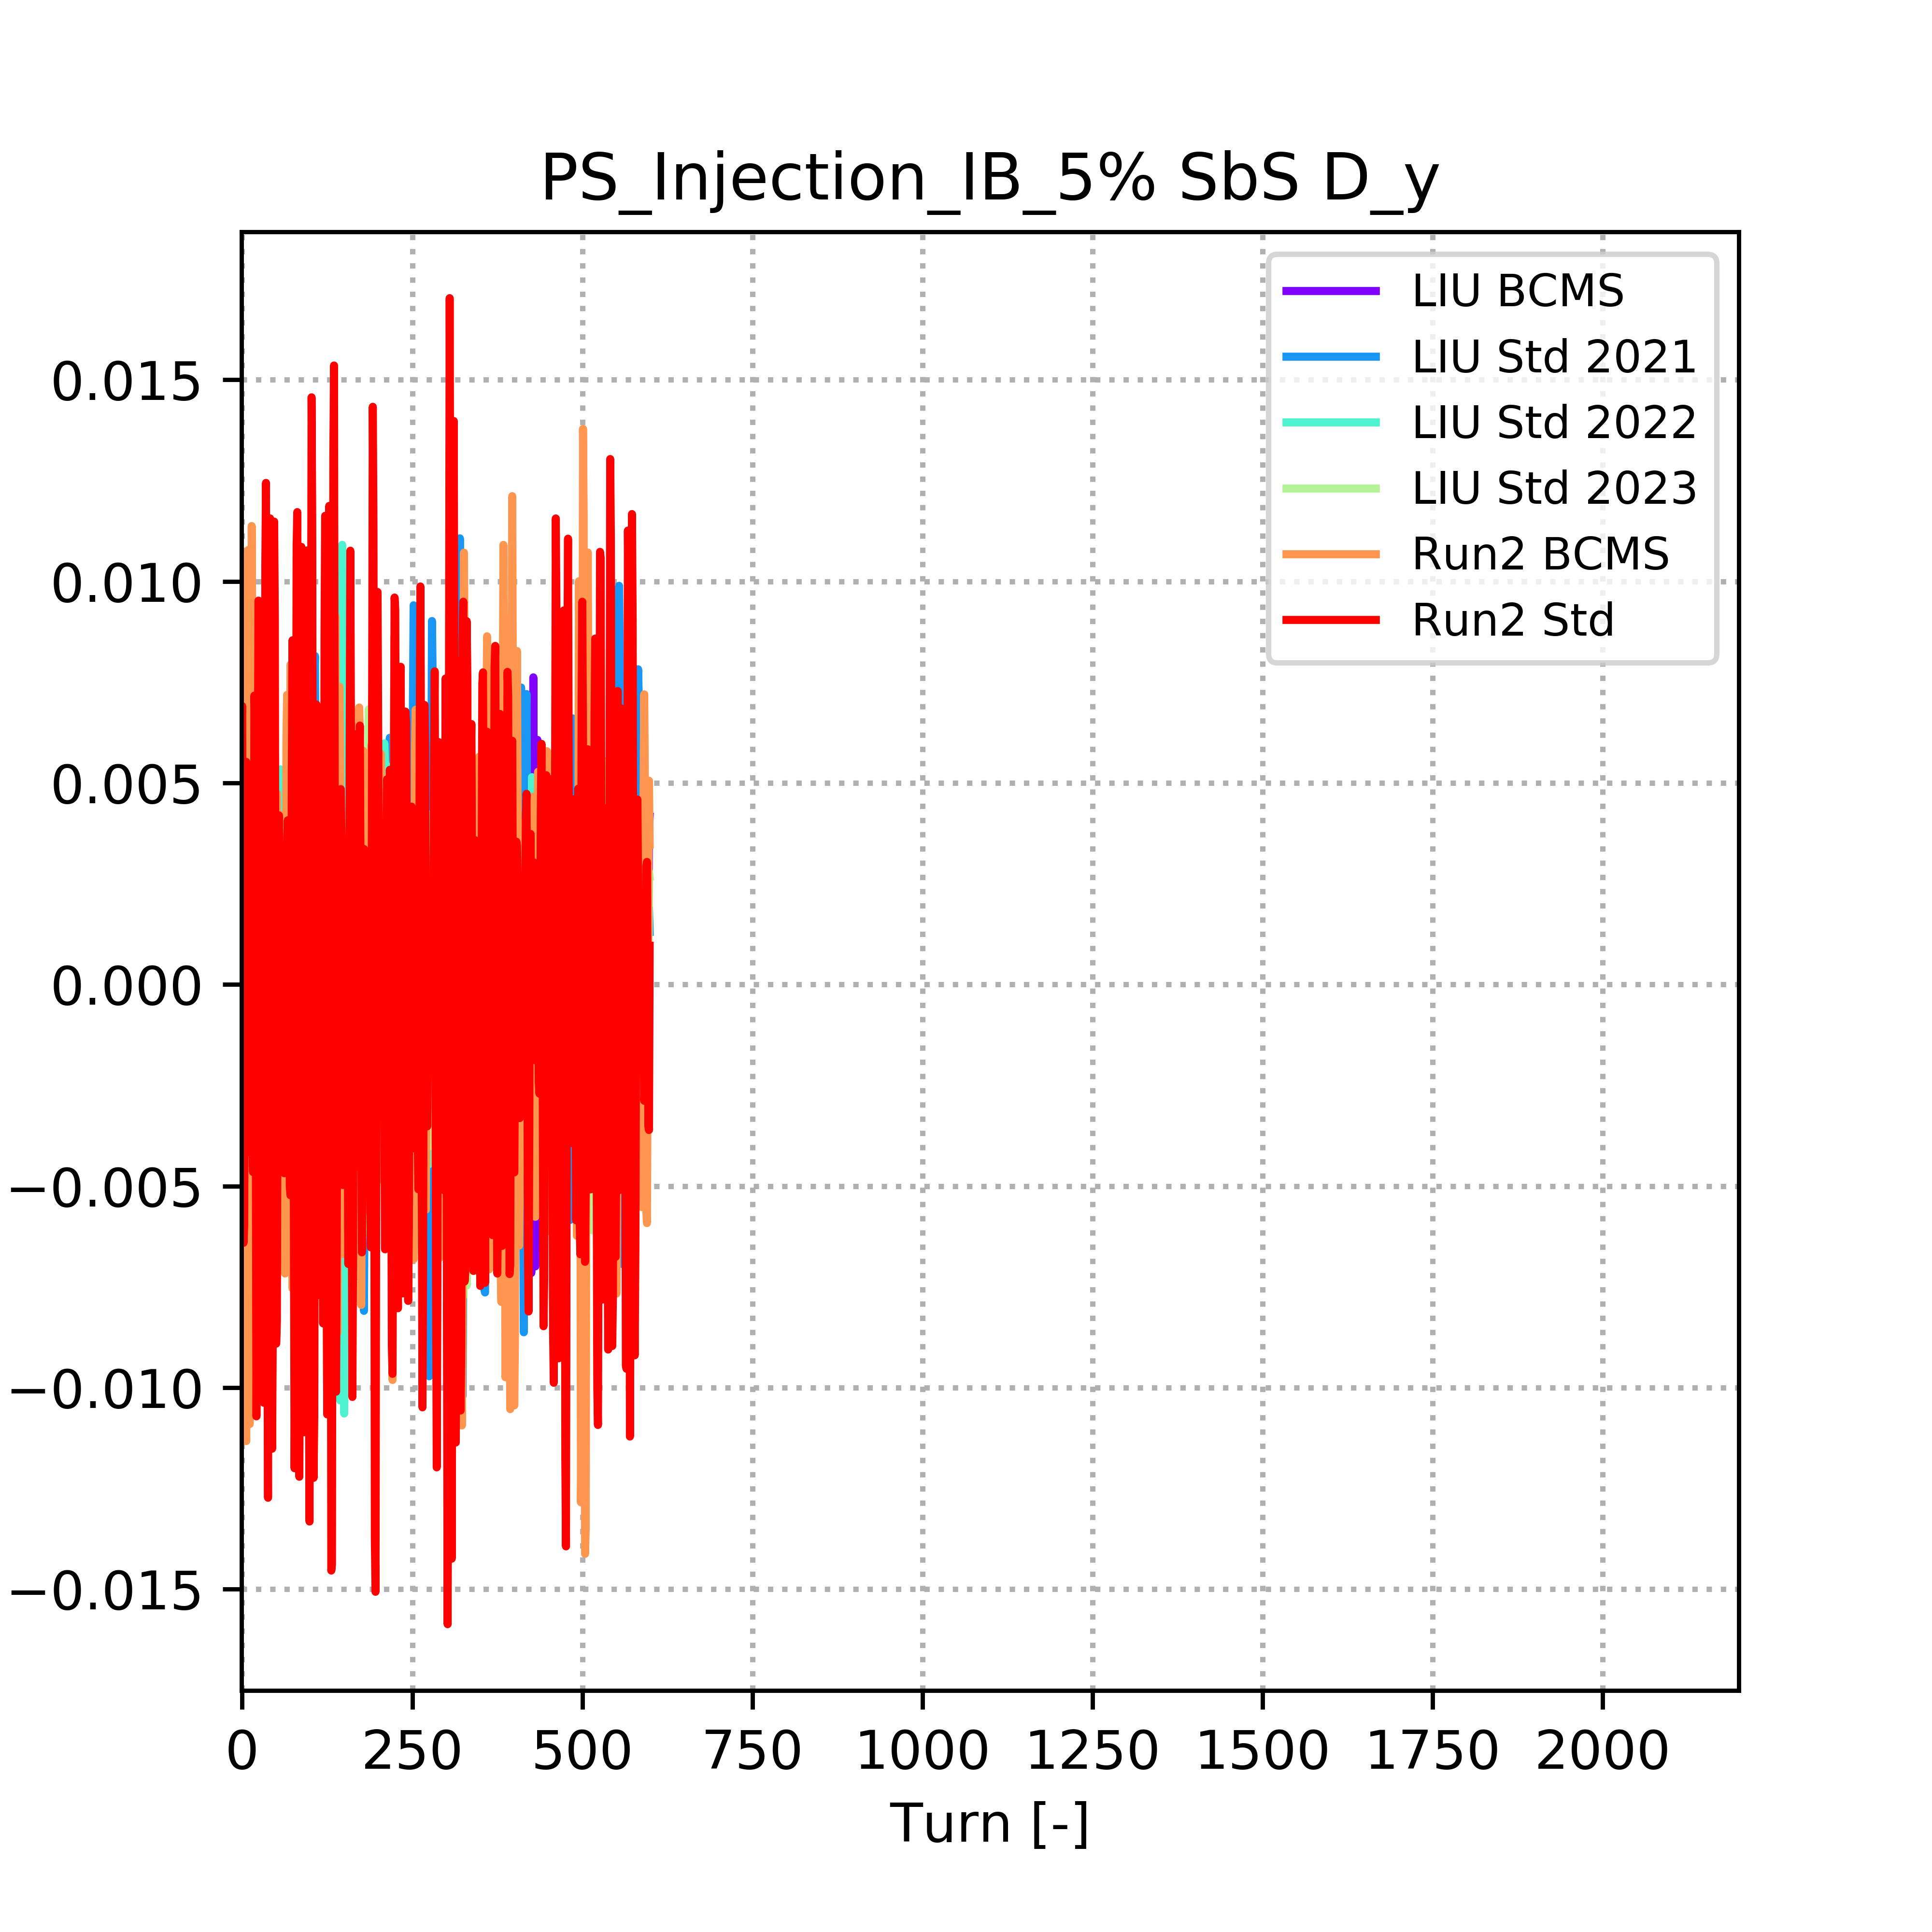 PS_Injection_IB_5% SbS D_y
LIU BCMS
LIU Std 2021
LIU Std 2022
LIU Std 2023
Run2 BCMS
Run2 Std
0.015
0.010
0.005
0.000
−0.005
−0.010
−0.015
0 250 500 750 1000 1250 1500 1750 2000
Turn [-]